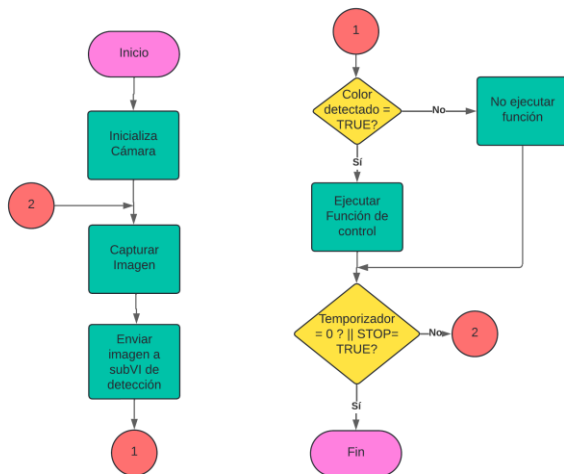 Inicio
Inicializa
Cámara
2
Capturar
Imagen
Enviar
imagen a
subVI de
detección
1
1
Color
detectado =
TRUE?
No
No ejecutar
función
Sí
Ejecutar
Función de
control
Temporizador
= 0 ? || STOP=
TRUE?
No
2
Sí
Fin